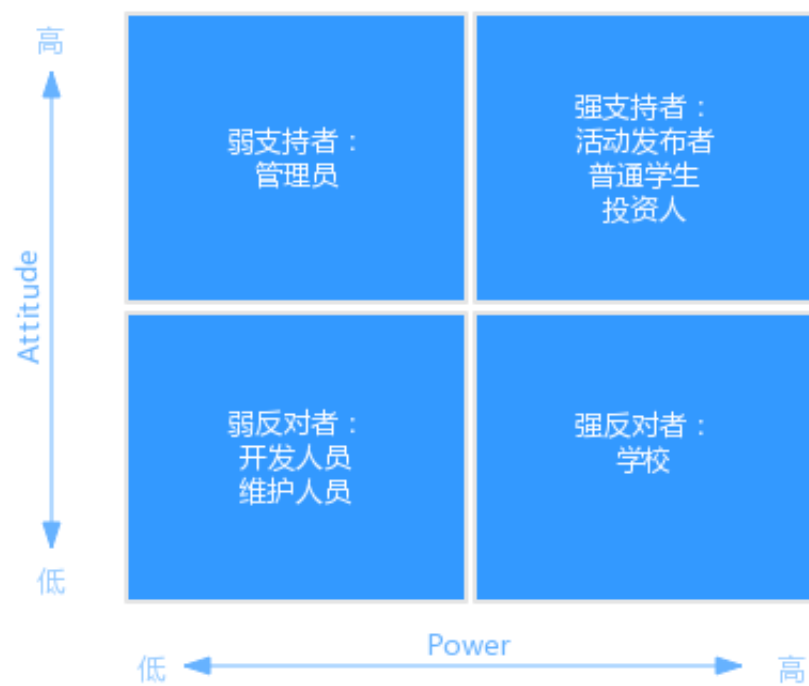 高
弱支持者：
管理员
强支持者：
活动发布者
普通学生
投资人
Attitude
弱反对者：
开发人员
维护人员
强反对者：
学校
低
Power
低
高